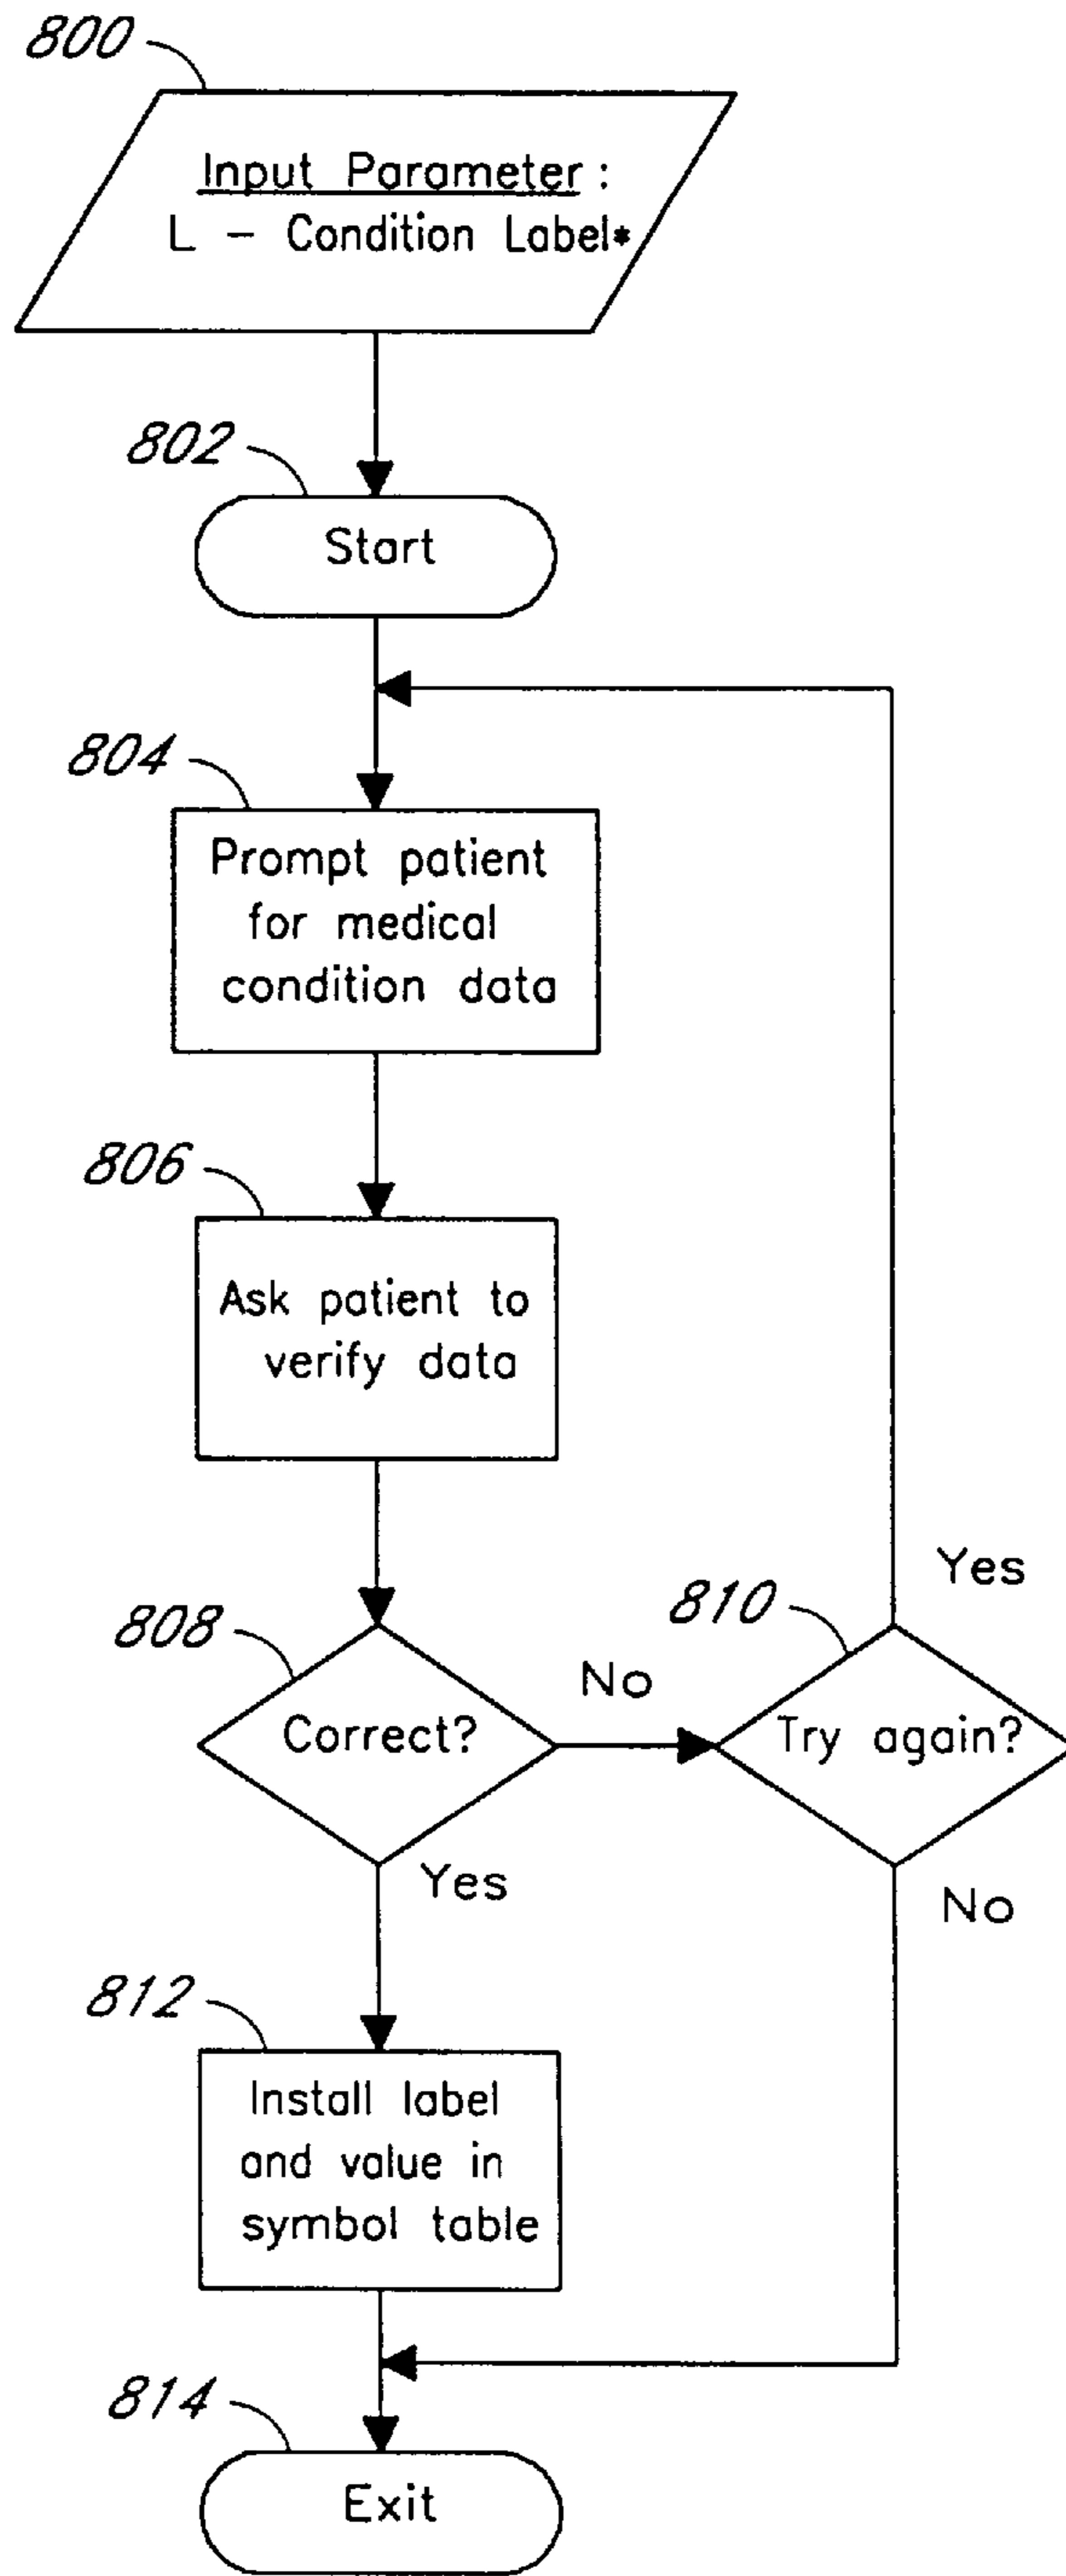 800
Input Parameter :
L - Condition Label*
802
Start
804
Prompt patient
for medical
condition data
806
Ask patient to
verify data
808
Correct?
No
810
Try again?
Yes
Yes
No
812
Install label
and value in
symbol table
814
Exit